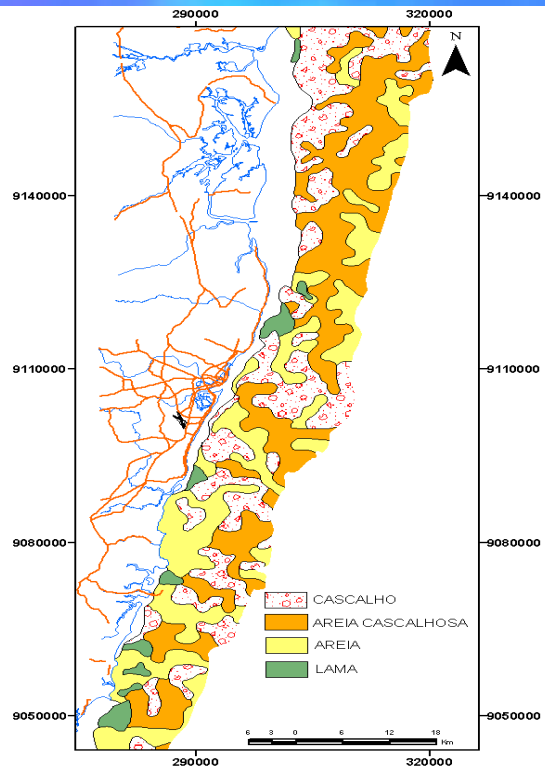 290000 320000
N
9140000 9140000
9110000 9110000
9080000 9080000
CASCALHO
AREIA CASCALHOSA
AREIA
LAMA
9050000 9050000
6 3 0 6 12 18
Km
290000 320000